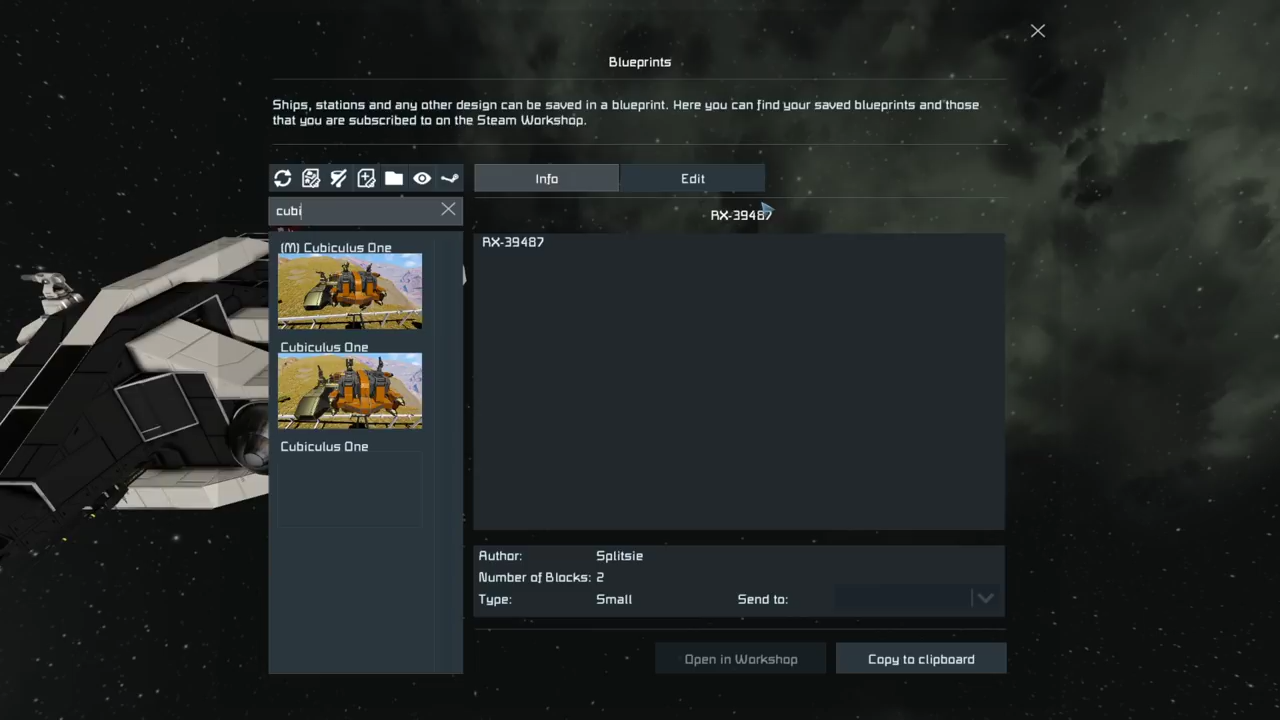 Blueprints
Ships, stations and any other design can be saved in a blueprint. Here you can find your saved blueprints and those
that you are subscribed to on the Steam Workshop.
Info
Edit
cubi
RX-39487
(M) Cubiculus One
RX-39487
Cubiculus One
Cubiculus One
Author: Splitsie
Number of Blocks: 2
Type: Small Send to:
Open in Workshop
Copy to clipboard